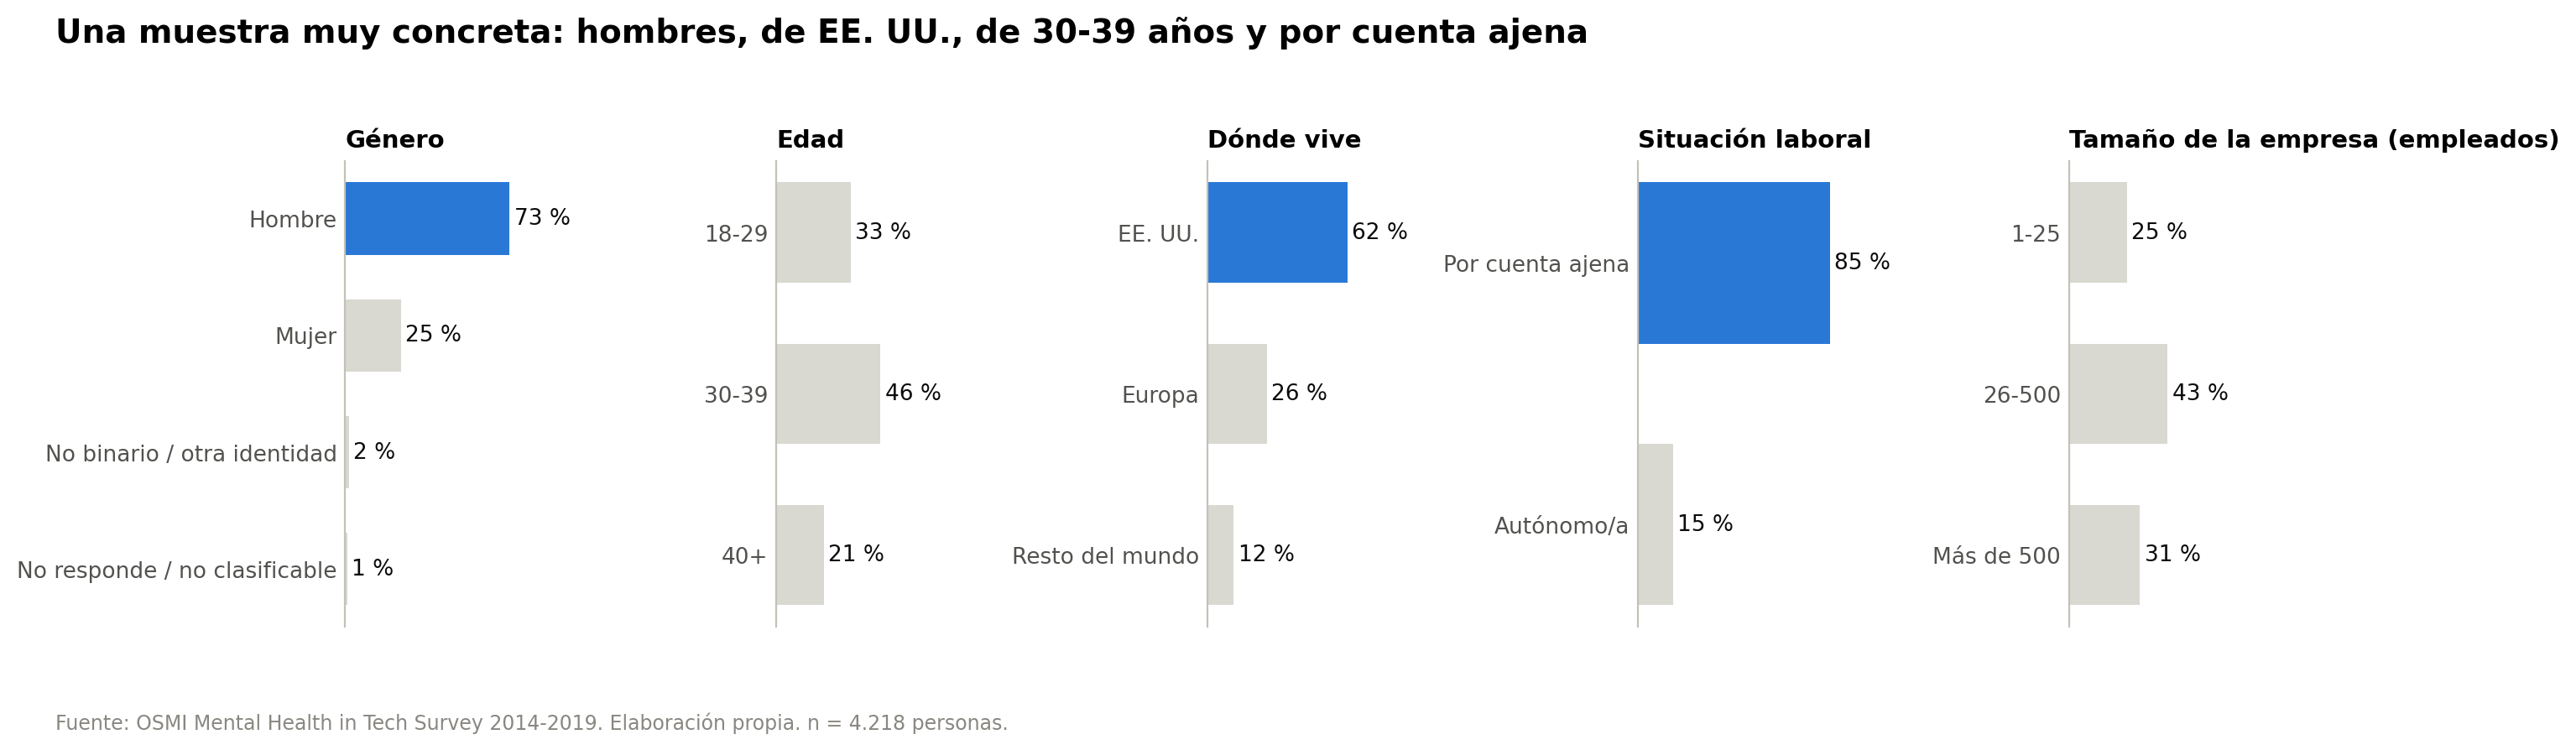 Una muestra muy concreta: hombres, de EE. UU., de 30-39 años y por cuenta ajena
Género
Hombre 73 %
Mujer 25 %
No binario / otra identidad 2 %
No responde / no clasificable 1 %
Edad
18-29 33 %
30-39 46 %
40+ 21 %
Dónde vive
EE. UU. 62 %
Europa 26 %
Resto del mundo 12 %
Situación laboral
Por cuenta ajena 85 %
Autónomo/a 15 %
Tamaño de la empresa (empleados)
1-25 25 %
26-500 43 %
Más de 500 31 %
Fuente: OSMI Mental Health in Tech Survey 2014-2019. Elaboración propia. n = 4.218 personas.